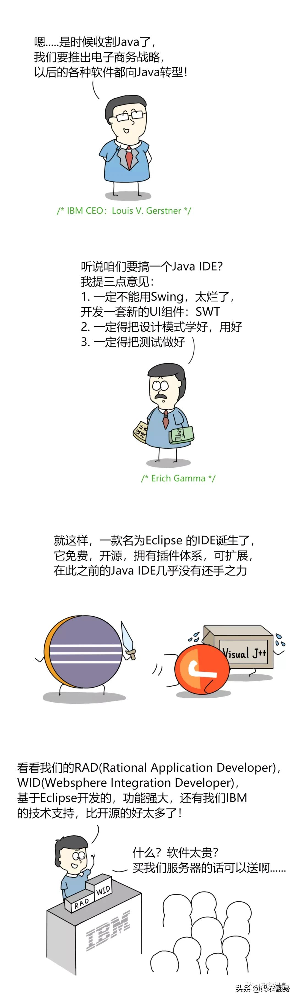 嗯.....是时候收割Java了，
我们要推出电子商务战略，
以后的各种软件都向Java转型！
/* IBM CEO：Louis V. Gerstner */
听说咱们要搞一个Java IDE？
我提三点意见：
1. 一定不能用Swing，太烂了，
开发一套新的UI组件：SWT
2. 一定得把设计模式学好，用好
3. 一定得把测试做好
设计
模
JUnit
/* Erich Gamma */
就这样，一款名为Eclipse 的IDE诞生了，
它免费，开源，拥有插件体系，可扩展，
在此之前的Java IDE几乎没有还手之力
Visual J++
看看我们的RAD(Rational Application Developer)，
WID(Websphere Integration Developer)，
基于Eclipse开发的，功能强大，还有我们IBM
的技术支持，比开源的好太多了！
什么？软件太贵？
买我们服务器的话可以送啊......
WID
RAD
IBM
码农翻身
头条 @码农翻身